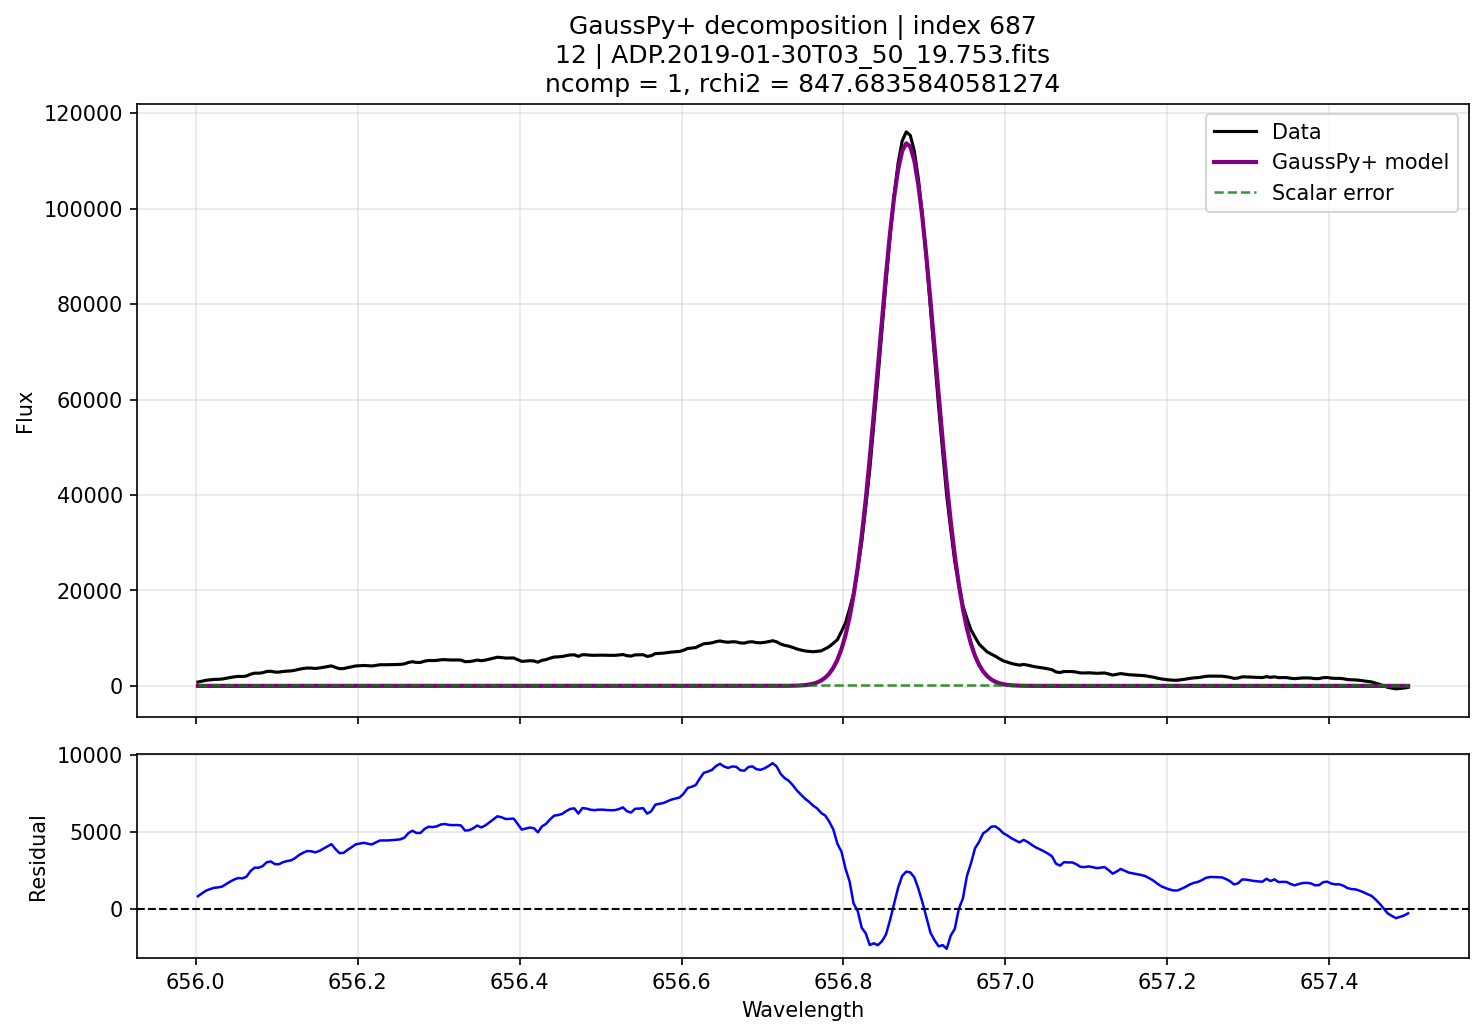 GaussPy+ decomposition | index 687
12 | ADP.2019-01-30T03_50_19.753.fits
ncomp = 1, rchi2 = 847.6835840581274
120000
100000
80000
60000
40000
20000
0
Flux
Data
GaussPy+ model
Scalar error
10000
5000
0
Residual
656.0
656.2
656.4
656.6
656.8
657.0
657.2
657.4
Wavelength